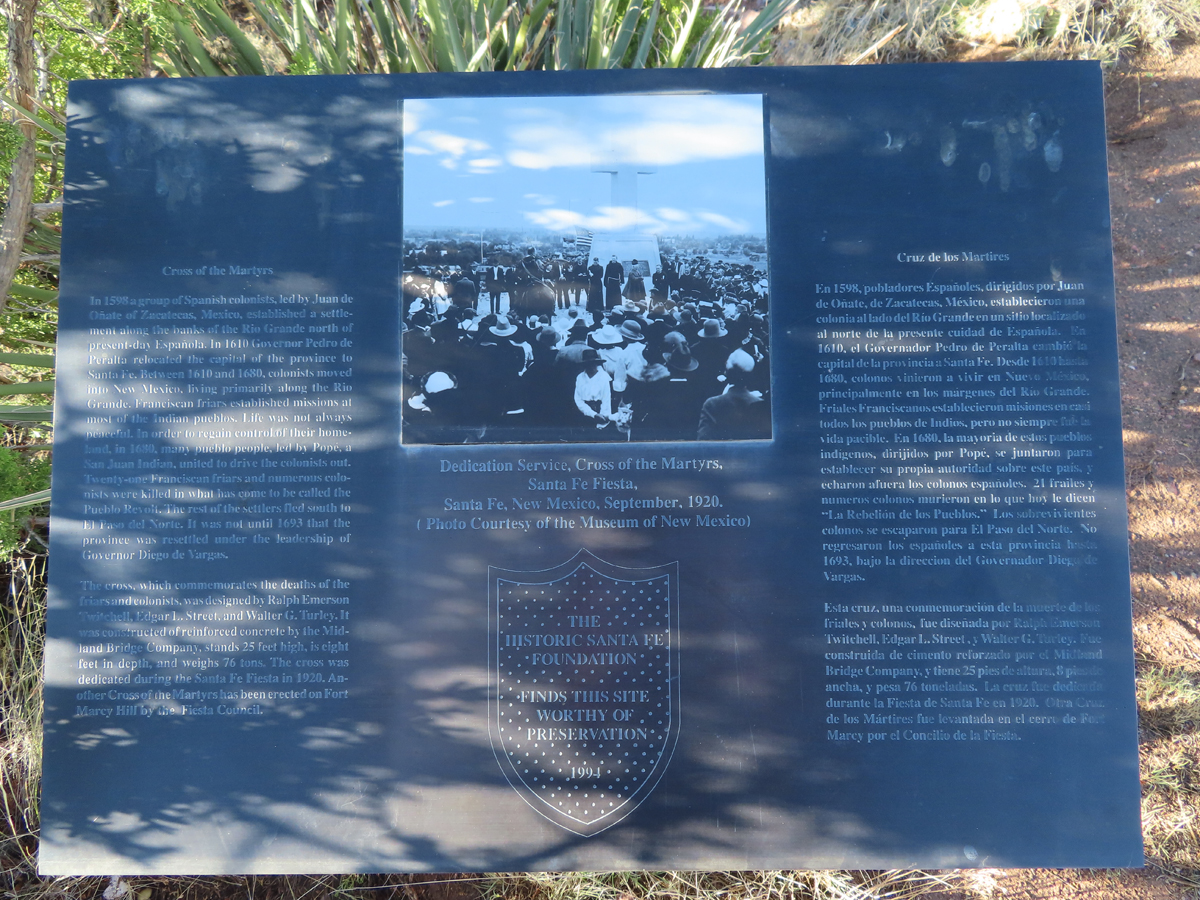 Cross of the Martyrs
In 1598 a group of Spanish colonists, led by Juan de
Oñate of Zacatecas, Mexico, established a settle-
ment along the banks of the Rio Grande north of
present-day Española. In 1610 Governor Pedro de
Peralta relocated the capital of the province to
Santa Fe. Between 1610 and 1680, colonists moved
into New Mexico, living primarily along the Rio
Grande. Franciscan friars established missions at
most of the Indian pueblos. Life was not always
peaceful. In order to regain control of their home-
land, in 1680, many pueblo people, led by Popé, a
San Juan Indian, united to drive the colonists out.
Twenty-one Franciscan friars and numerous colo-
nists were killed in what has come to be called the
Pueblo Revolt. The rest of the settlers fled south to
El Paso del Norte. It was not until 1693 that the
province was resettled under the leadership of
Governor Diego de Vargas.
The cross, which commemorates the deaths of the
friars and colonists, was designed by Ralph Emerson
Twitchell, Edgar L. Street, and Walter G. Turley. It
was constructed of reinforced concrete by the Mid-
land Bridge Company, stands 25 feet high, is eight
feet in depth, and weighs 76 tons. The cross was
dedicated during the Santa Fe Fiesta in 1920. An-
other Cross of the Martyrs has been erected on Fort
Marcy Hill by the Fiesta Council.
Dedication Service, Cross of the Martyrs,
Santa Fe Fiesta,
Santa Fe, New Mexico, September, 1920.
( Photo Courtesy of the Museum of New Mexico)
THE
HISTORIC SANTA FE
FOUNDATION
FINDS THIS SITE
WORTHY OF
PRESERVATION
1994
Cruz de los Martires
En 1598, pobladores Españoles, dirigidos por Juan
de Oñate, de Zacatecas, México, establecieron una
colonia al lado del Río Grande en un sitio localizado
al norte de la presente cuidad de Española. En
1610, el Governador Pedro de Peralta cambió la
capital de la provincia a Santa Fe. Desde 1610 hasta
1680, colonos vinieron a vivir en Nuevo México,
principalmente en los márgenes del Río Grande.
Friales Franciscanos establecieron misiones en casi
todos los pueblos de Indios, pero no siempre fué la
vida pacible. En 1680, la mayoria de estos pueblos
indígenos, dirijidos por Popé, se juntaron para
establecer su propia autoridad sobre este país, y
echaron afuera los colonos españoles. 21 frailes y
numeros colonos murieron en lo que hoy le dicen
"La Rebelión de los Pueblos." Los sobrevivientes
colonos se escaparon para El Paso del Norte. No
regresaron los españoles a esta provincia hasta
1693, bajo la direccion del Governador Diego de
Vargas.
Esta cruz, una conmemoración de la muerte de los
friales y colonos, fue diseñada por Ralph Emerson
Twitchell, Edgar L. Street , y Walter G. Turley. Fue
construida de cimento reforzado por el Midland
Bridge Company, y tiene 25 pies de altura, 8 pies de
ancha, y pesa 76 toneladas. La cruz fue dedicada
durante la Fiesta de Santa Fe en 1920. Otra Cruz
de los Mártires fue levantada en el cerro de Fort
Marcy por el Concilio de la Fiesta.